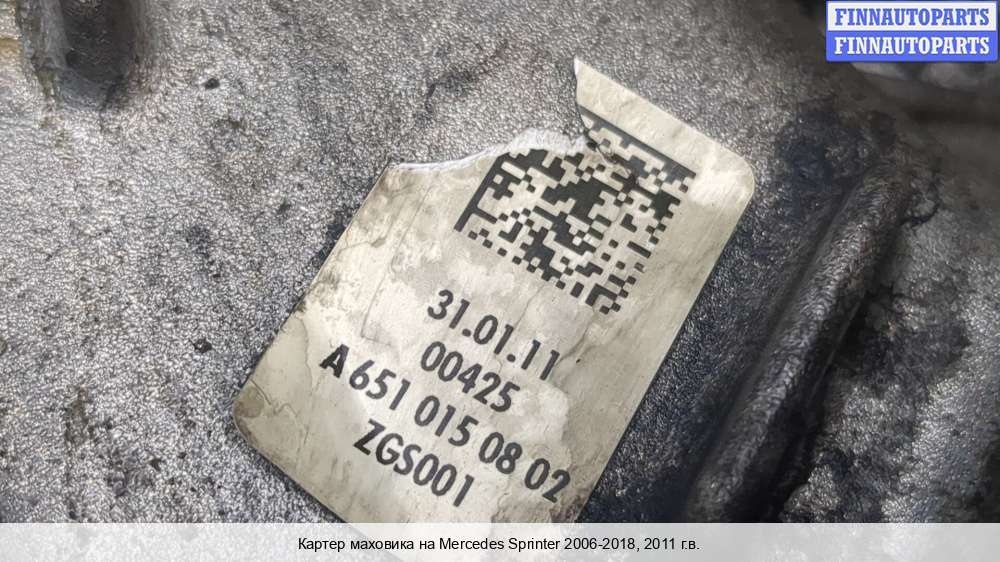 FINNAUTOPARTS
FINNAUTOPARTS
31.01.11
00425
A 651 015 08 02
ZGS001
Картер маховика на Mercedes Sprinter 2006-2018, 2011 г.в.